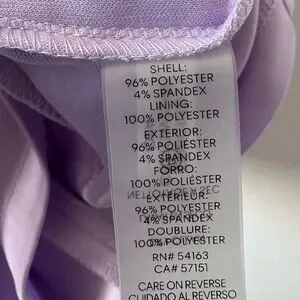 SHELL:
96% POLYESTER
4% SPANDEX
LINING:
100% POLYESTER
EXTERIOR:
96% POLIÉSTER
4% SPANDEX
FORRO:
100% POLIÉSTER
EXTÉRIEUR:
96% POLYESTER
4% SPANDEX
DOUBLURE:
100% POLYESTER
RN# 54163
CA# 57151
CARE ON REVERSE
CUIDADO AL REVERSO